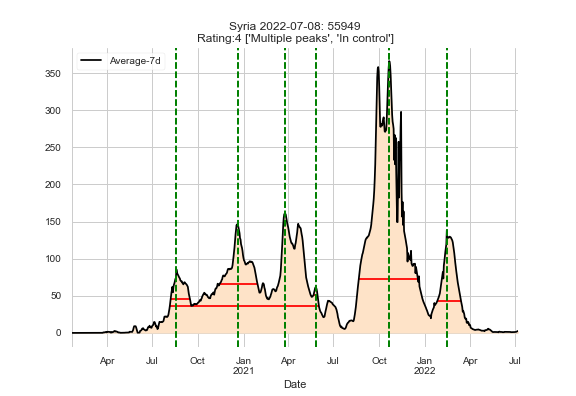 Syria 2022-07-08: 55949
Rating:4 ['Multiple peaks', 'In control']
Average-7d
350
300
250
200
150
100
50
0
Apr Jul Oct Jan Apr Jul Oct Jan Apr Jul
2021 2022
Date